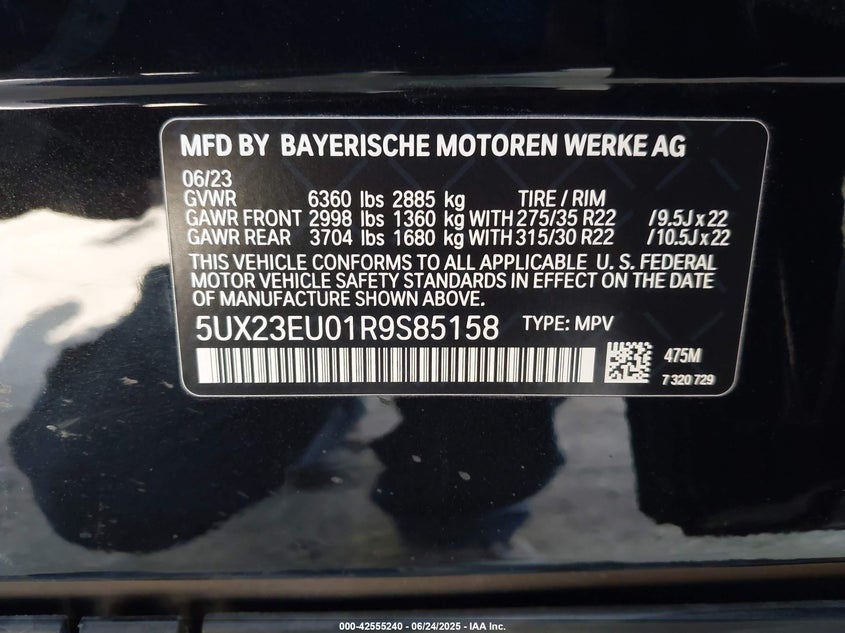 MFD BY BAYERISCHE MOTOREN WERKE AG
06/23
GVWR 6360 lbs 2885 kg TIRE / RIM
GAWR FRONT 2998 lbs 1360 kg WITH 275/35 R22 /9.5J x 22
GAWR REAR 3704 lbs 1680 kg WITH 315/30 R22 /10.5J x 22
THIS VEHICLE CONFORMS TO ALL APPLICABLE U. S. FEDERAL
MOTOR VEHICLE SAFETY STANDARDS IN EFFECT ON THE DATE
OF MANUFACTURE SHOWN ABOVE.
5UX23EU01R9S85158 TYPE: MPV
475M
7 320 729
000-42555240 - 06/24/2025 - IAA Inc.